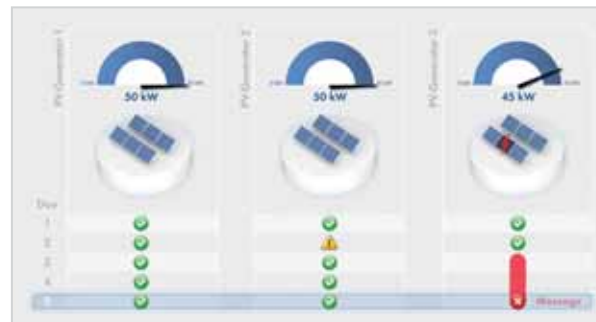 PV-Generator 1
PV-Generator 2
PV-Generator 3
50 kW
50 kW
45 kW
Day
1
2
3
4
5
Message